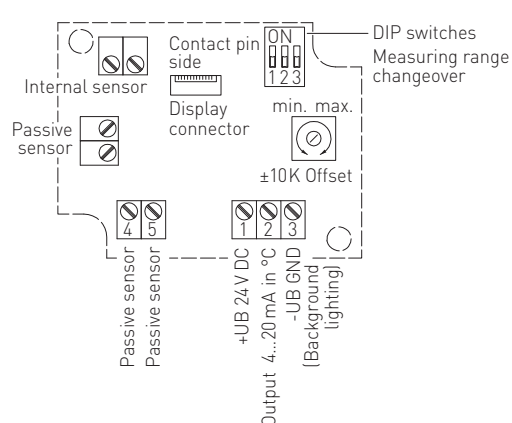 ON
1 2 3
DIP switches
Measuring range
changeover
Contact pin
side
Internal sensor
Display
connector
min. max.
Passive
sensor
±10K Offset
4 5
1 2 3
Passive sensor
Passive sensor
+UB 24 V DC
Output 4...20 mA in °C
-UB GND
(Background
lighting)